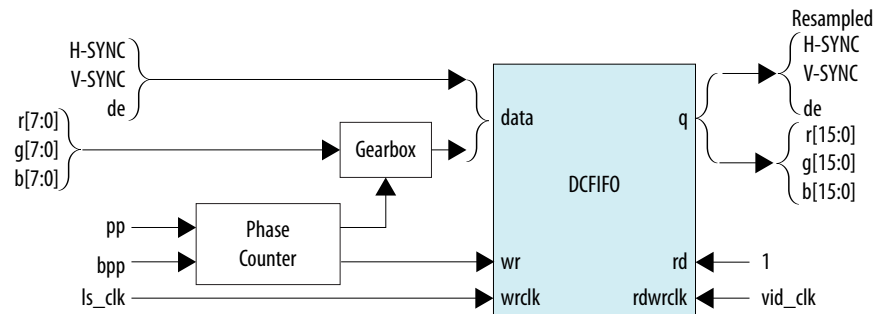 Resampled
H-SYNC
V-SYNC
de
r[7:0]
g[7:0]
b[7:0]
Gearbox
pp
bpp
Phase
Counter
ls_clk
data
q
DCFIFO
wr
rd
wrclk
rdwrclk
H-SYNC
V-SYNC
de
r[15:0]
g[15:0]
b[15:0]
1
vid_clk